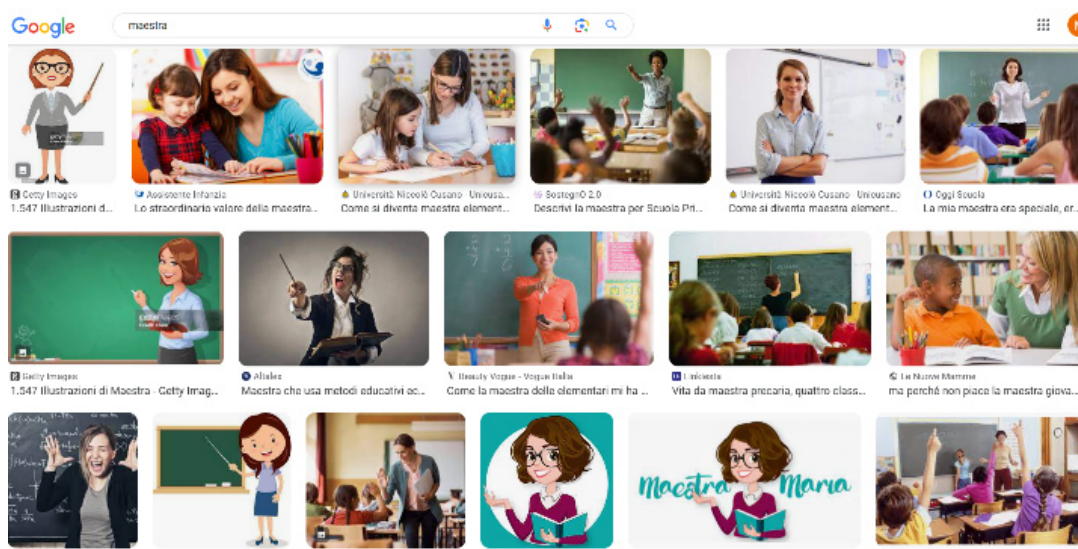 Google
maestra
Getty Images
1.547 Illustrazioni d...
Assistente Infanzia
Lo straordinario valore della maestra...
Università Niccolò Cusano - Unicusa...
Come si diventa maestra element...
SostegnO 2.0
Descrivi la maestra per Scuola Pri...
Università Niccolò Cusano - Unicusano
Come si diventa maestra element...
Oggi Scuola
La mia maestra era speciale, er...
Getty Images
1.547 Illustrazioni di Maestra - Getty Imag...
Altalex
Maestra che usa metodi educativi ec...
Beauty Vogue - Vogue Italia
Come la maestra delle elementari mi ha ...
Linkiesta
Vita da maestra precaria, quattro class...
Le Nuove Mamme
ma perché non piace la maestra giova...
Maestra Maria